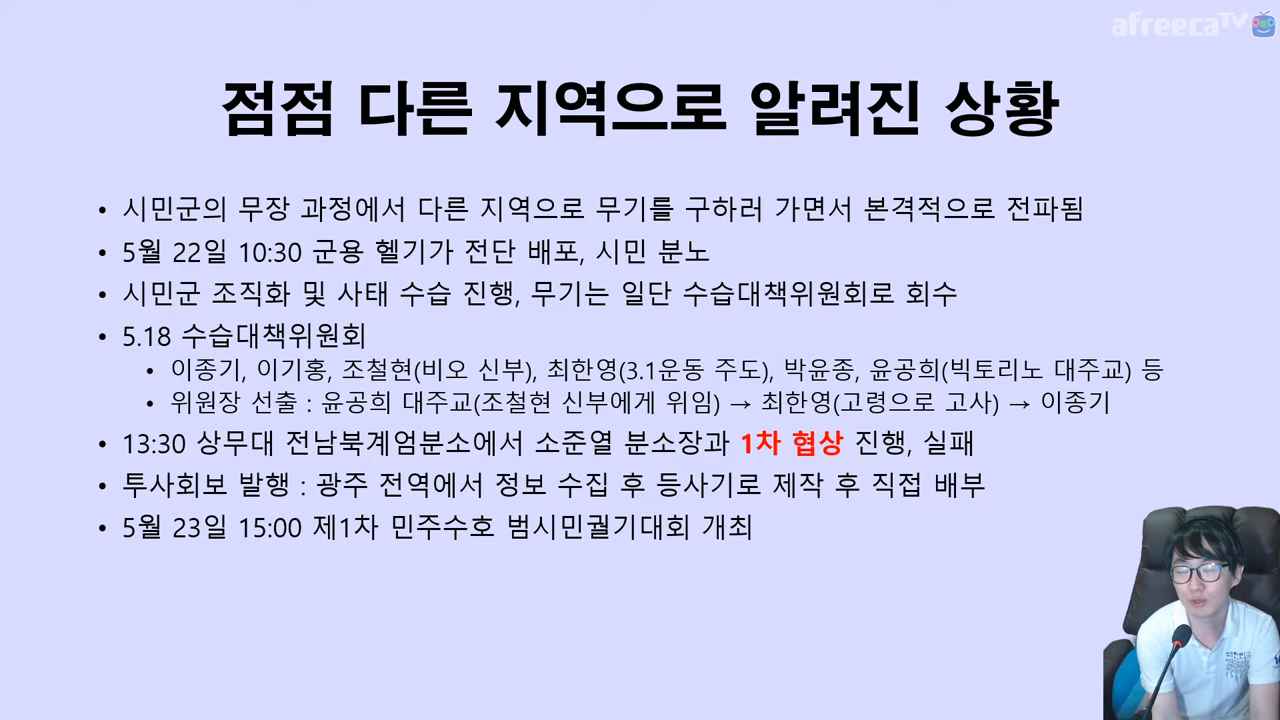 afreecaTV
점점 다른 지역으로 알려진 상황
• 시민군의 무장 과정에서 다른 지역으로 무기를 구하러 가면서 본격적으로 전파됨
• 5월 22일 10:30 군용 헬기가 전단 배포, 시민 분노
• 시민군 조직화 및 사태 수습 진행, 무기는 일단 수습대책위원회로 회수
• 5.18 수습대책위원회
• 이종기, 이기홍, 조철현(비오 신부), 최한영(3.1운동 주도), 박윤종, 윤공희(빅토리노 대주교) 등
• 위원장 선출 : 윤공희 대주교(조철현 신부에게 위임) → 최한영(고령으로 고사) → 이종기
• 13:30 상무대 전남북계엄분소에서 소준열 분소장과 1차 협상 진행, 실패
• 투사회보 발행 : 광주 전역에서 정보 수집 후 등사기로 제작 후 직접 배부
• 5월 23일 15:00 제1차 민주수호 범시민궐기대회 개최